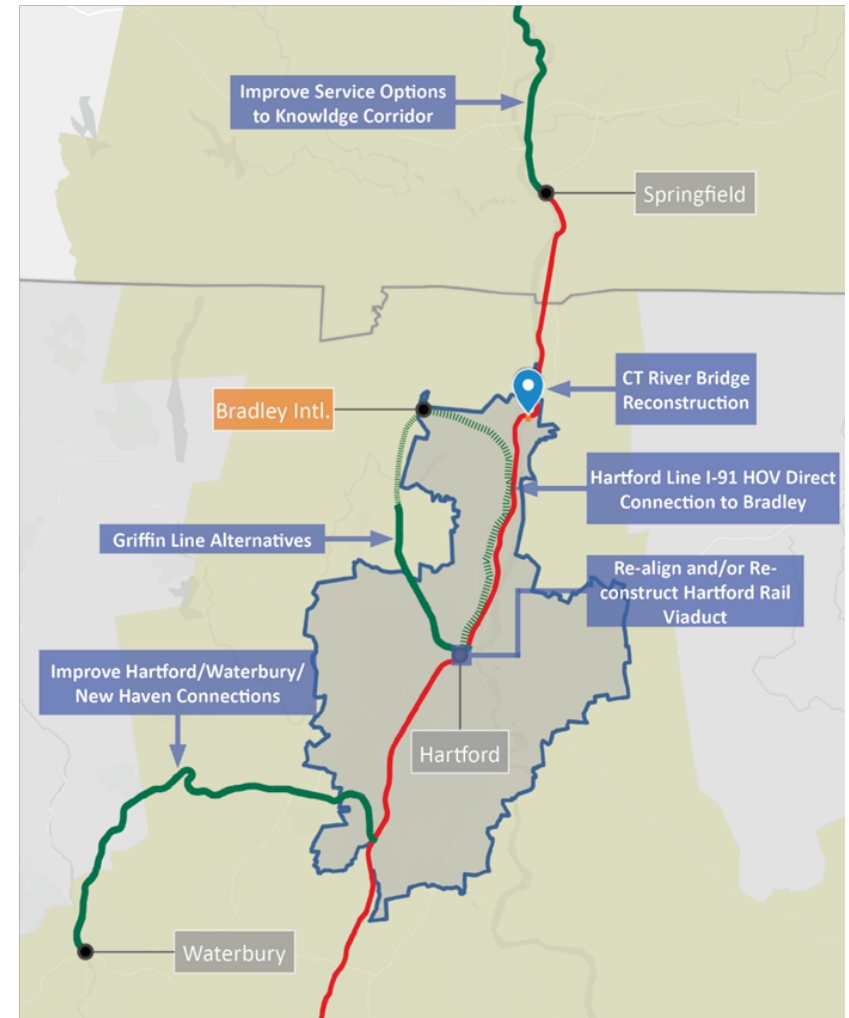 Improve Service Options
to Knowldge Corridor
Springfield
CT River Bridge
Reconstruction
Bradley Intl.
Hartford Line I-91 HOV Direct
Connection to Bradley
Griffin Line Alternatives
Re-align and/or Re-
construct Hartford Rail
Viaduct
Improve Hartford/Waterbury/
New Haven Connections
Hartford
Waterbury